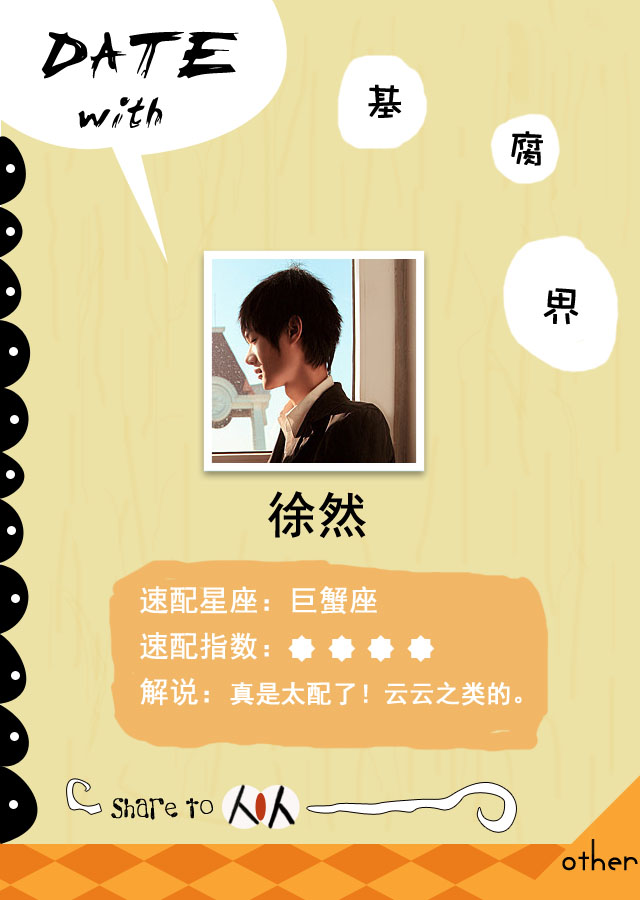 DATE
with
基
腐
界
徐然
速配星座：巨蟹座
速配指数：
解说：真是太配了！云云之类的。
Share to 人人
other